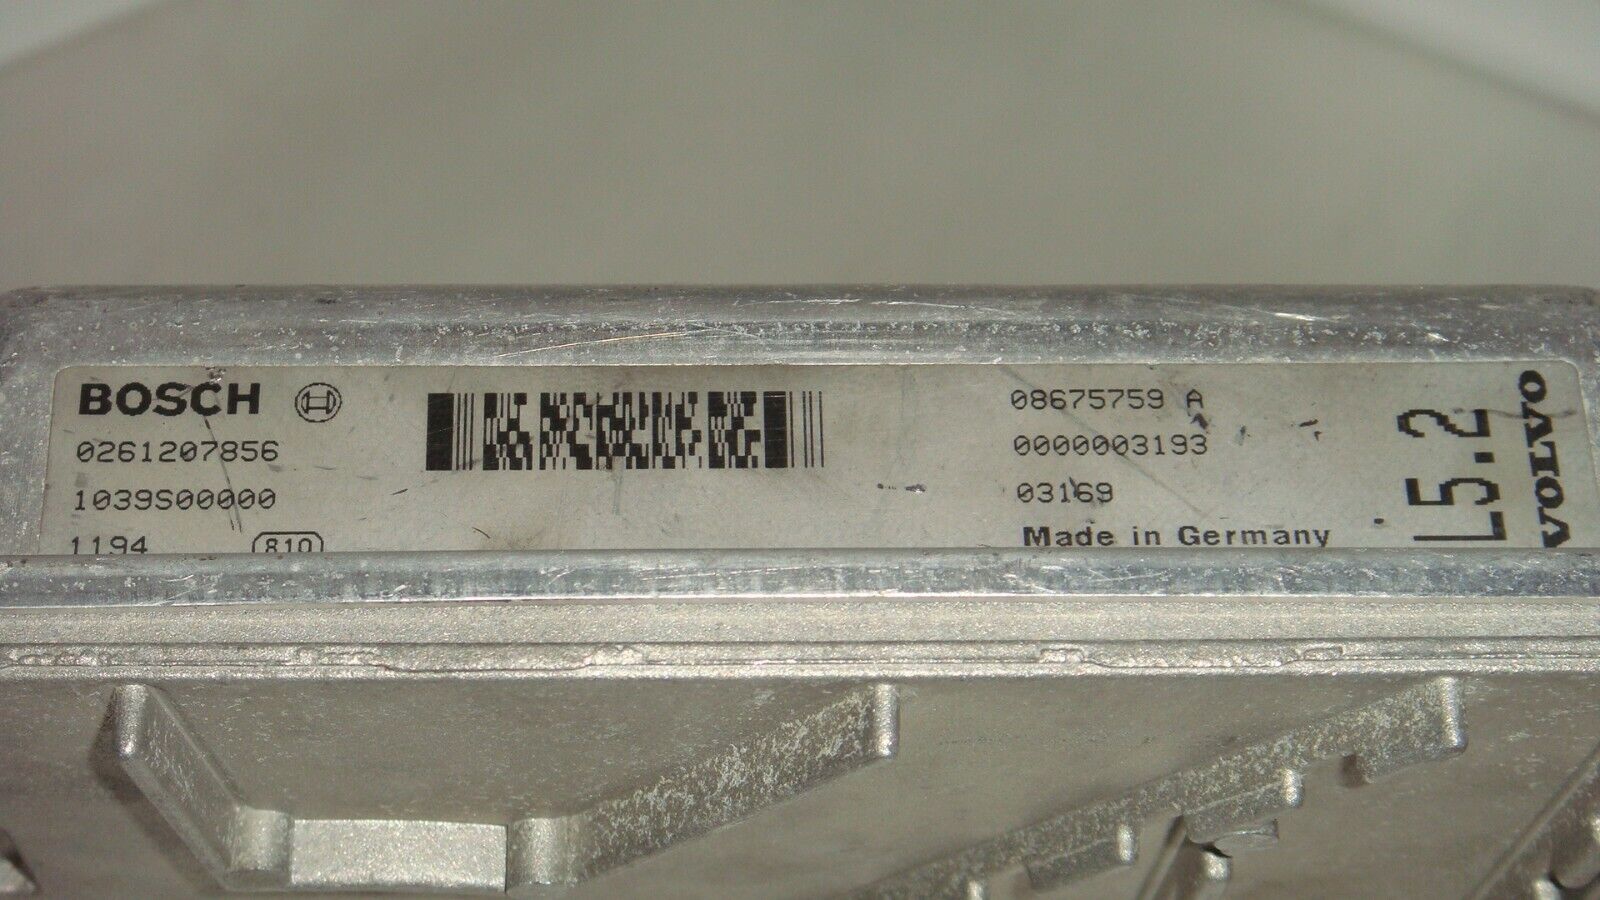 BOSCH
0261207856
1039S00000
1194 810
08675759 A
0000003193
03169
Made in Germany
L5.2
VOLVO